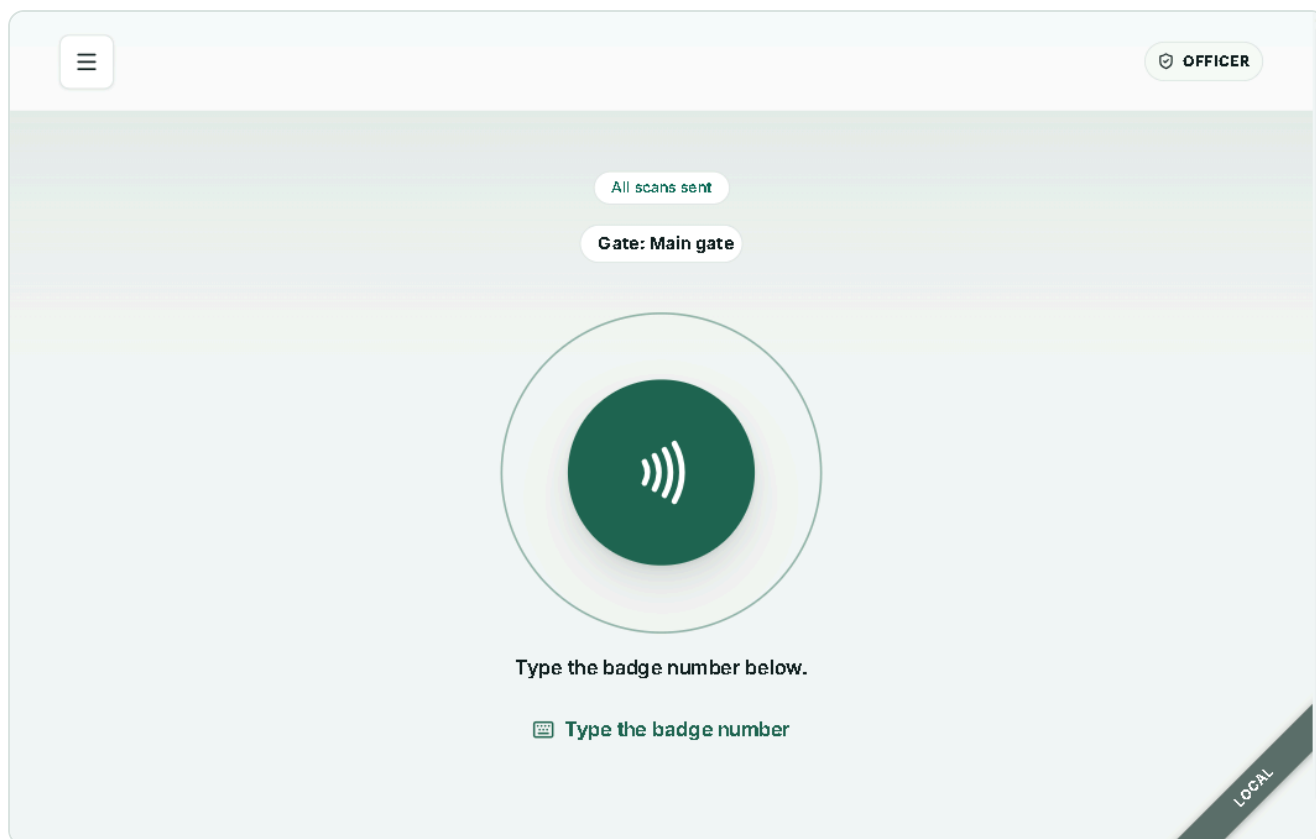 OFFICER
All scans sent
Gate: Main gate
Type the badge number below.
Type the badge number
LOCAL